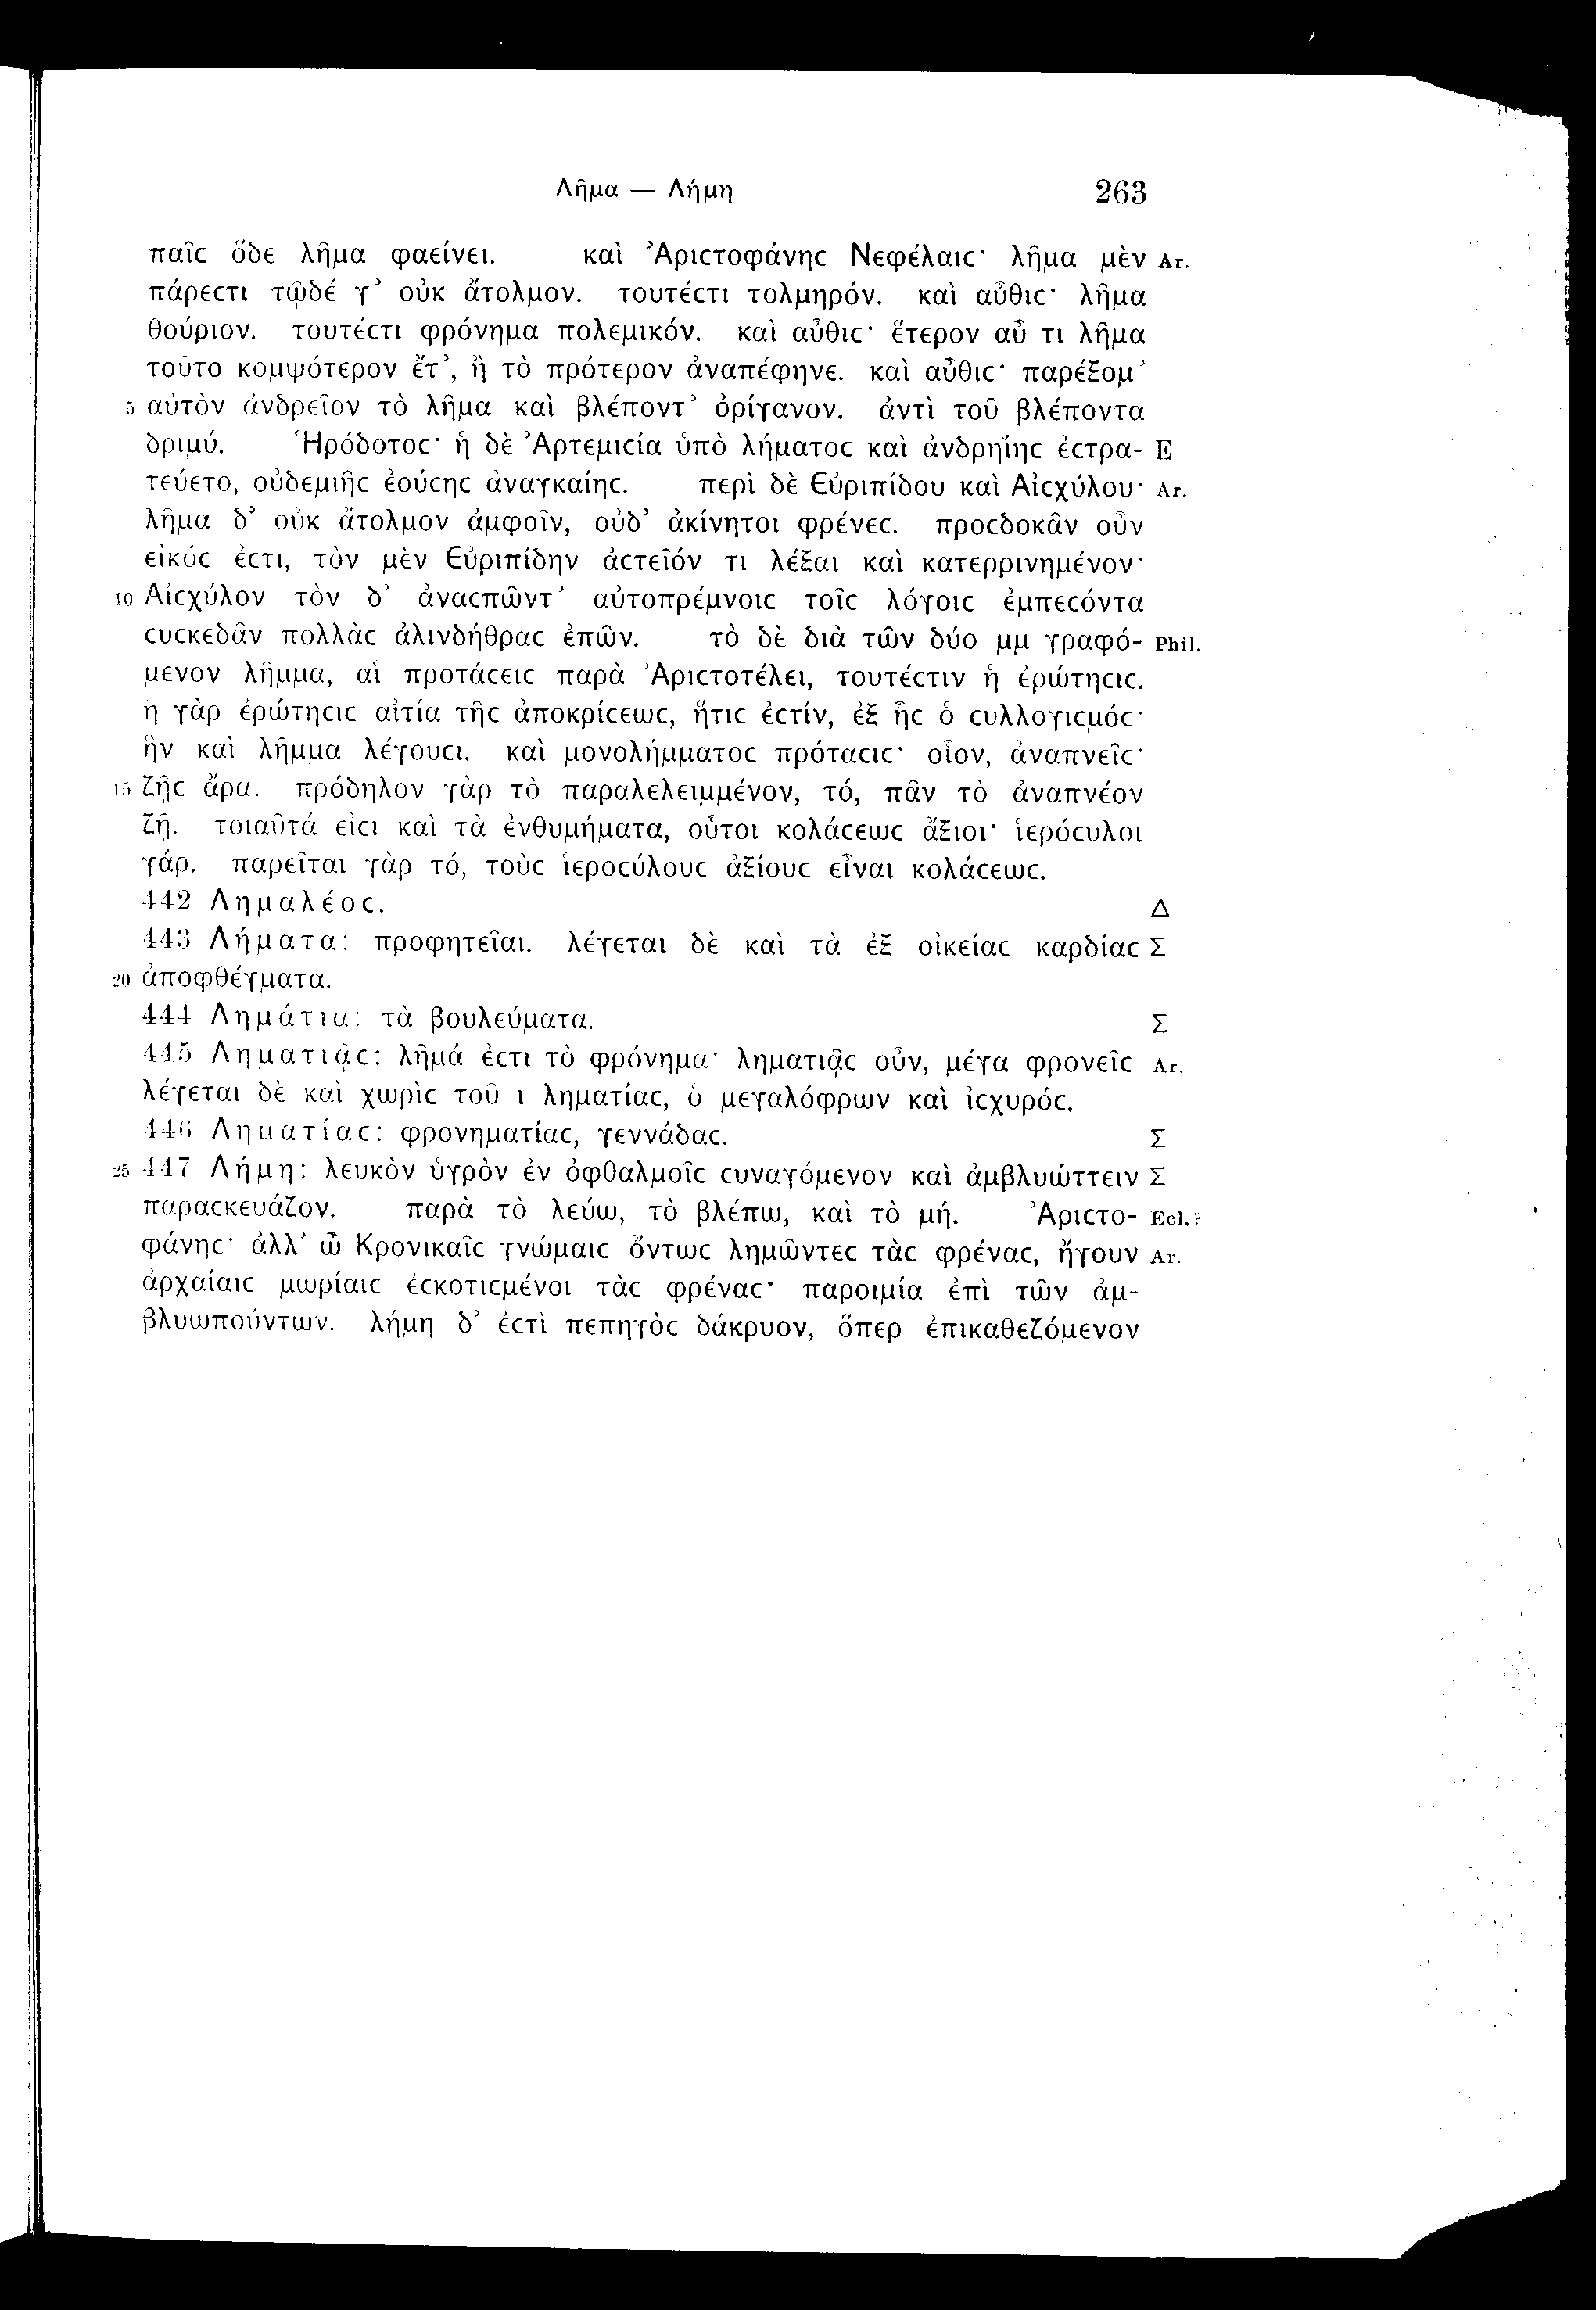 Λῆμα — Λήμη 263
παῖϲ ὅδε λῆμα φαείνει. καὶ Ἀριϲτοφάνηϲ Νεφέλαιϲ· λῆμα μὲν Ar.
πάρεϲτι τῷδέ γ’ οὐκ ἄτολμον. τουτέϲτι τολμηρόν. καὶ αὖθιϲ· λῆμα
θούριον. τουτέϲτι φρόνημα πολεμικόν. καὶ αὖθιϲ· ἕτερον αὖ τι λῆμα
τοῦτο κομψότερον ἔτ’, ἢ τὸ πρότερον ἀναπέφηνε. καὶ αὖθιϲ· παρέξομ’
5 αὐτὸν ἀνδρεῖον τὸ λῆμα καὶ βλέποντ’ ὀρίγανον. ἀντὶ τοῦ βλέποντα
δριμύ. Ἡρόδοτοϲ· ἡ δὲ Ἀρτεμιϲία ὑπὸ λήματοϲ καὶ ἀνδρηΐηϲ ἐϲτρα- E
τεύετο, οὐδεμιῆϲ ἐούϲηϲ ἀναγκαίηϲ. περὶ δὲ Εὐριπίδου καὶ Αἰϲχύλου· Ar.
λῆμα δ’ οὐκ ἄτολμον ἀμφοῖν, οὐδ’ ἀκίνητοι φρένεϲ. προϲδοκᾶν οὖν
εἰκόϲ ἐϲτι, τὸν μὲν Εὐριπίδην ἀϲτεῖόν τι λέξαι καὶ κατερρινημένον·
10 Αἰϲχύλον τὸν δ’ ἀναϲπῶντ’ αὐτοπρέμνοιϲ τοῖϲ λόγοιϲ ἐμπεϲόντα
ϲυϲκεδᾶν πολλὰϲ ἀλινδήθραϲ ἐπῶν. τὸ δὲ διὰ τῶν δύο μμ γραφό- Phil.
μενον λῆμμα, αἱ προτάϲειϲ παρὰ Ἀριϲτοτέλει, τουτέϲτιν ἡ ἐρώτηϲιϲ.
ἡ γὰρ ἐρώτηϲιϲ αἰτία τῆϲ ἀποκρίϲεωϲ, ἥτιϲ ἐϲτίν, ἐξ ἧϲ ὁ ϲυλλογιϲμόϲ·
ἣν καὶ λῆμμα λέγουϲι. καὶ μονολήμματοϲ πρόταϲιϲ· οἷον, ἀναπνεῖϲ·
15 ζῇϲ ἄρα. πρόδηλον γὰρ τὸ παραλελειμμένον, τό, πᾶν τὸ ἀναπνέον
ζῇ. τοιαῦτά εἰϲι καὶ τὰ ἐνθυμήματα, οὗτοι κολάϲεωϲ ἄξιοι· ἱερόϲυλοι
γάρ. παρεῖται γὰρ τό, τοὺϲ ἱεροϲύλουϲ ἀξίουϲ εἶναι κολάϲεωϲ.
442 Λημαλέοϲ. Δ
443 Λήματα: προφητεῖαι. λέγεται δὲ καὶ τὰ ἐξ οἰκείαϲ καρδίαϲ Σ
20 ἀποφθέγματα.
444 Λημάτια: τὰ βουλεύματα. Σ
445 Ληματιᾷϲ: λῆμά ἐϲτι τὸ φρόνημα· ληματιᾷϲ οὖν, μέγα φρονεῖϲ Ar.
λέγεται δὲ καὶ χωρὶϲ τοῦ ι ληματίαϲ, ὁ μεγαλόφρων καὶ ἰϲχυρόϲ.
446 Ληματίαϲ: φρονηματίαϲ, γεννάδαϲ. Σ
25 447 Λήμη: λευκὸν ὑγρὸν ἐν ὀφθαλμοῖϲ ϲυναγόμενον καὶ ἀμβλυώττειν Σ
παραϲκευάζον. παρὰ τὸ λεύω, τὸ βλέπω, καὶ τὸ μή. Ἀριϲτο- Ecl.?
φάνηϲ· ἀλλ’ ὦ Κρονικαῖϲ γνώμαιϲ ὄντωϲ λημῶντεϲ τὰϲ φρέναϲ, ἤγουν Ar.
ἀρχαίαιϲ μωρίαιϲ ἐϲκοτιϲμένοι τὰϲ φρέναϲ· παροιμία ἐπὶ τῶν ἀμ-
βλυωπούντων. λήμη δ’ ἐϲτὶ πεπηγὸϲ δάκρυον, ὅπερ ἐπικαθεζόμενον